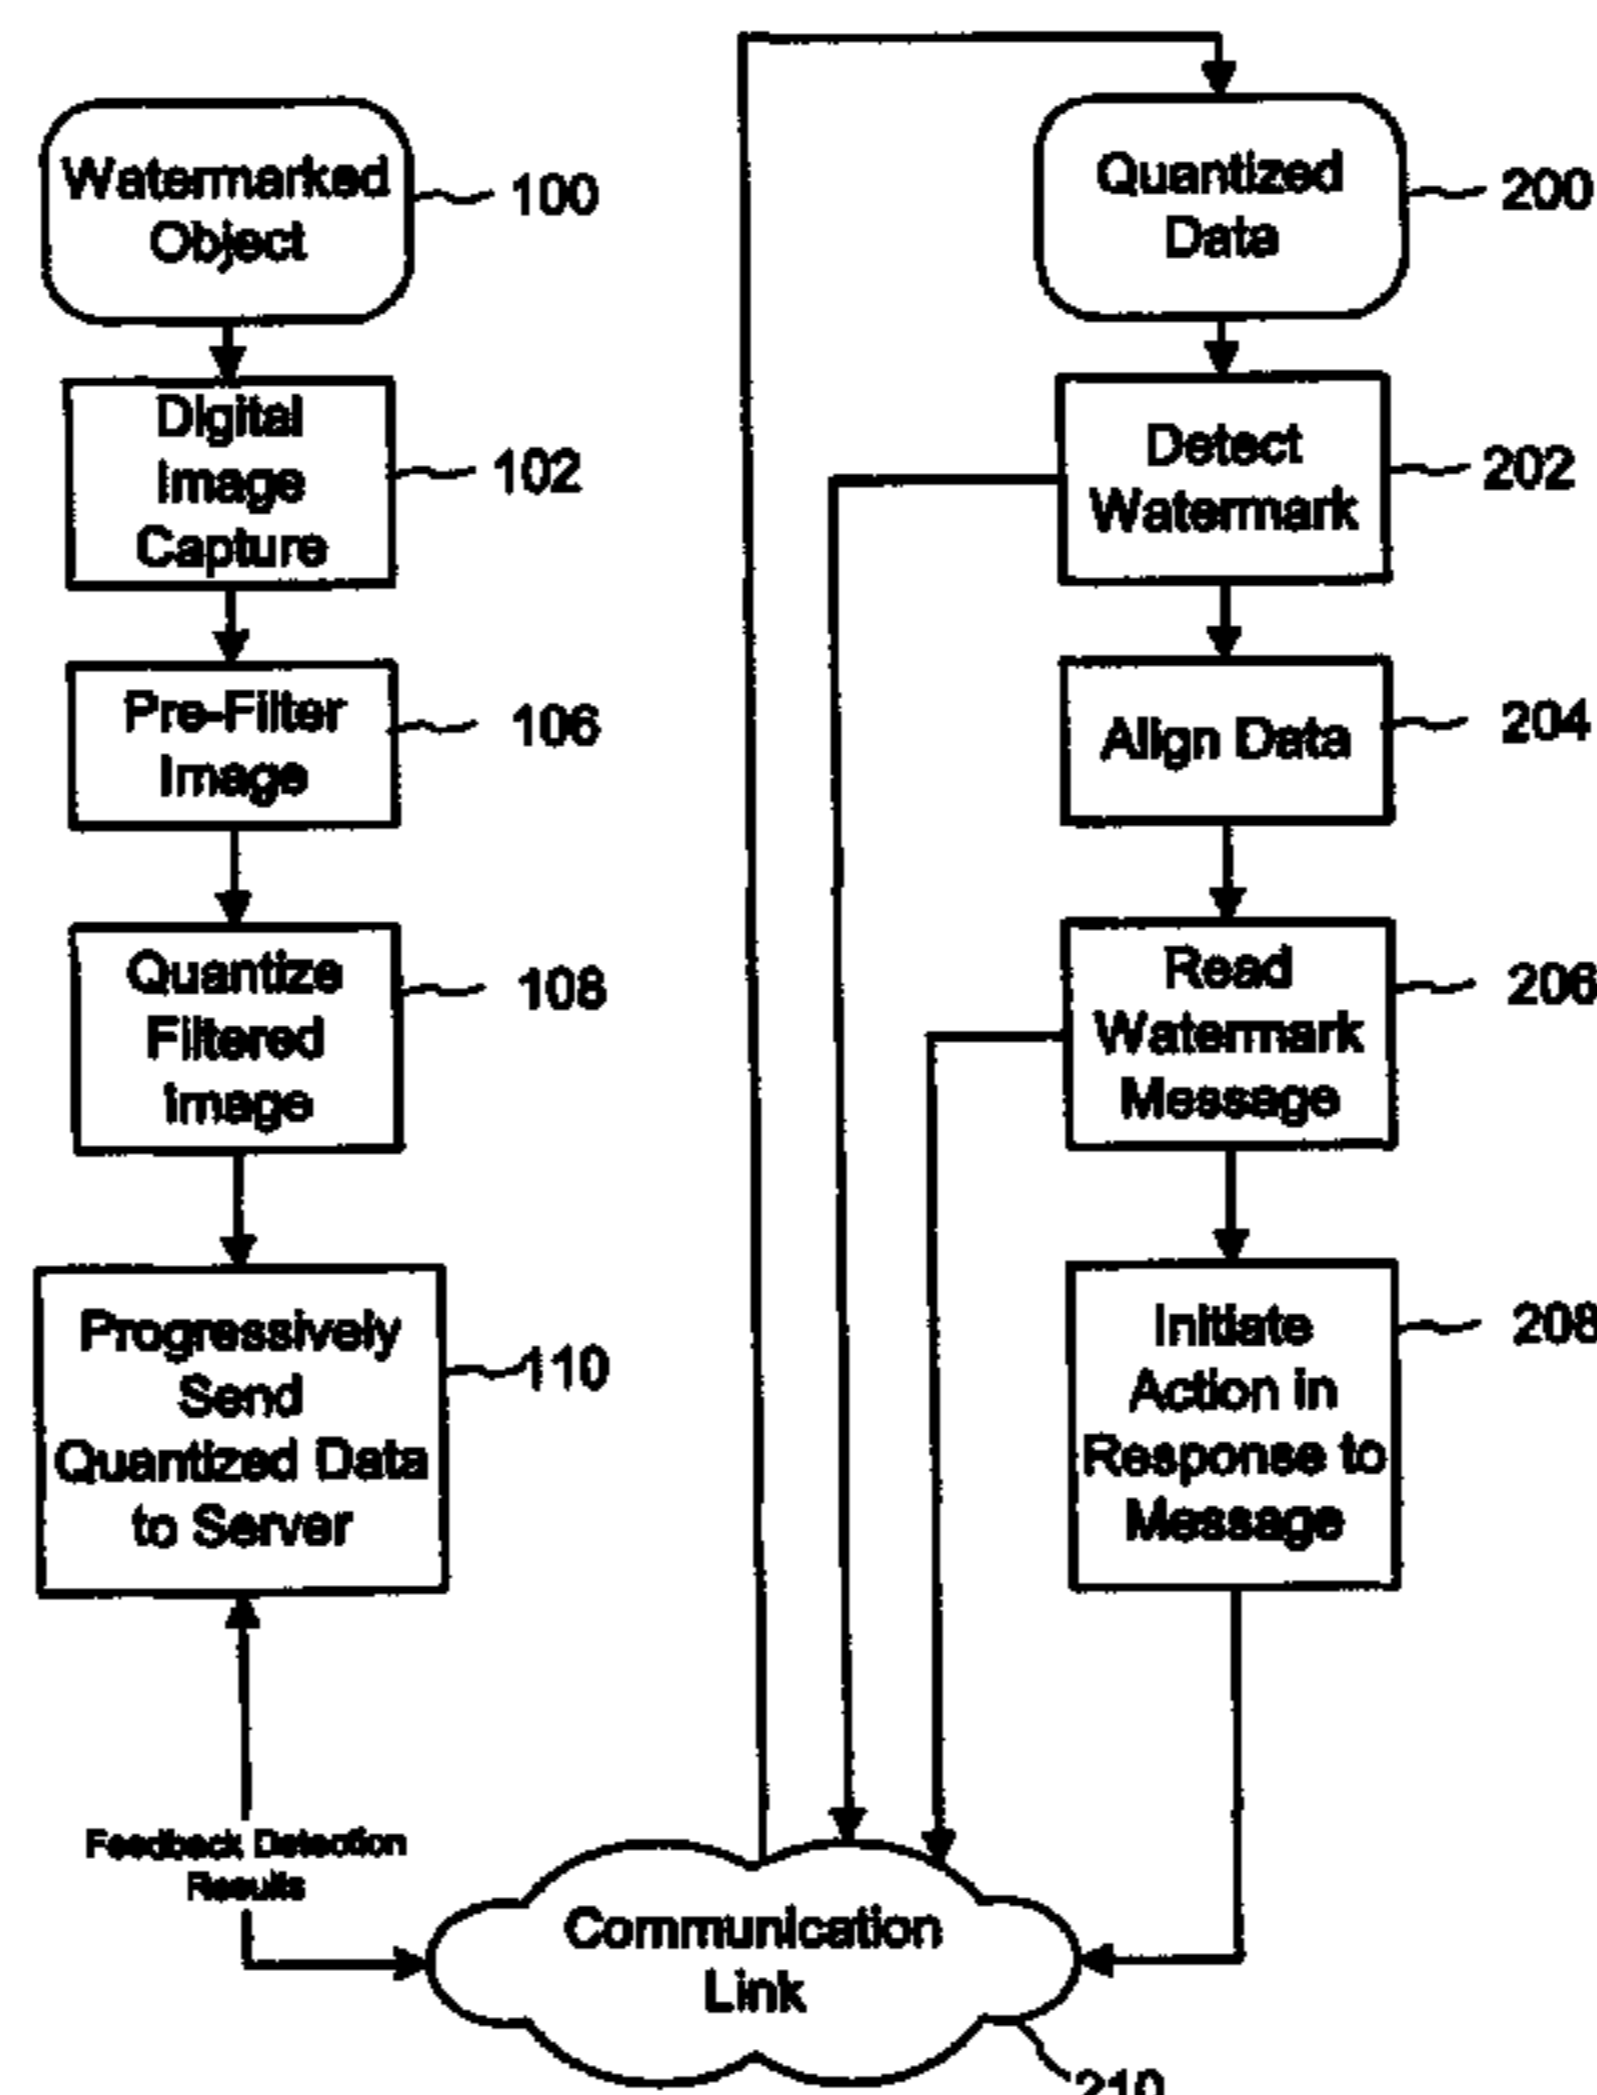 Watermarked
Object
100
Digital
Image
Capture
102
Pre-Filter
Image
106
Quantize
Filtered
Image
108
Progressively
Send
Quantized Data
to Server
110
Feedback Detection
Results
Quantized
Data
200
Detect
Watermark
202
Align Data
204
Read
Watermark
Message
206
Initiate
Action in
Response to
Message
208
Communication
Link
210